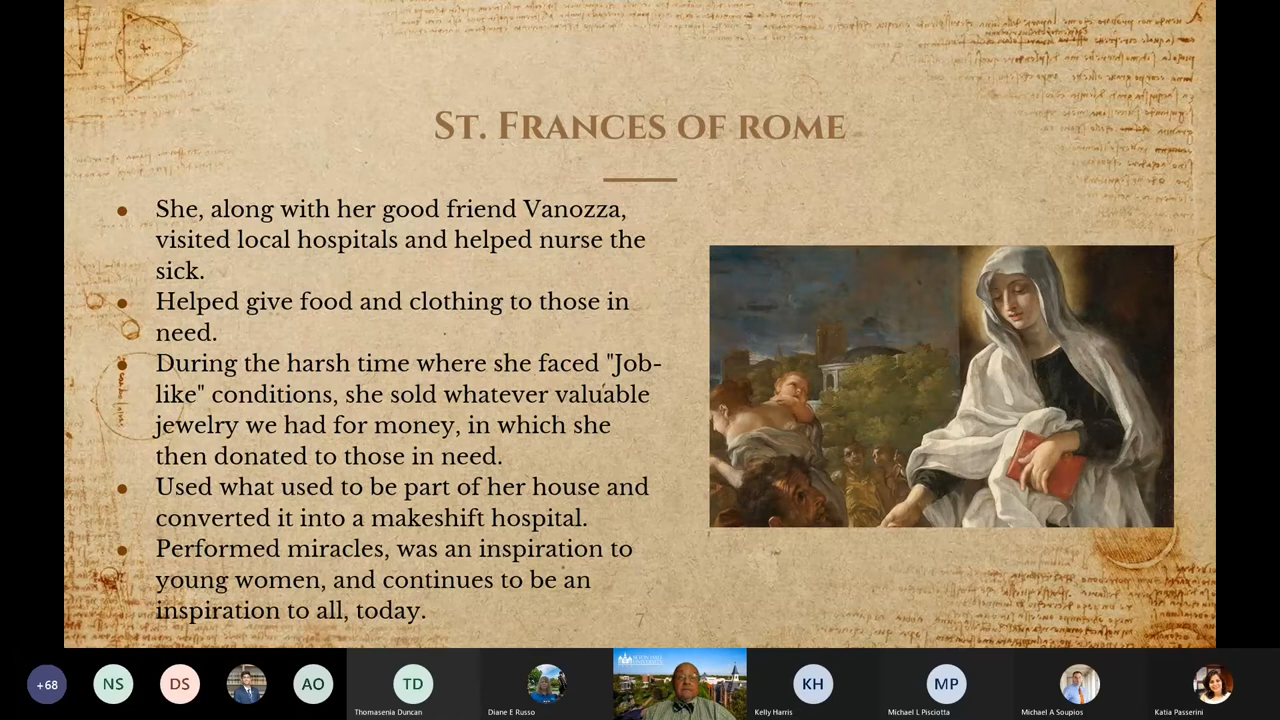 St. Frances of Rome
She, along with her good friend Vanozza,
visited local hospitals and helped nurse the
sick.
Helped give food and clothing to those in
need.
During the harsh time where she faced "Job-
like" conditions, she sold whatever valuable
jewelry we had for money, in which she
then donated to those in need.
Used what used to be part of her house and
converted it into a makeshift hospital.
Performed miracles, was an inspiration to
young women, and continues to be an
inspiration to all, today.
7
+68
NS
DS
AO
TD
Thomasenia Duncan
Diane E Russo
SETON HALL
UNIVERSITY
KH
Kelly Harris
MP
Michael L Pisciotta
Michael A Soupios
Katia Passerini